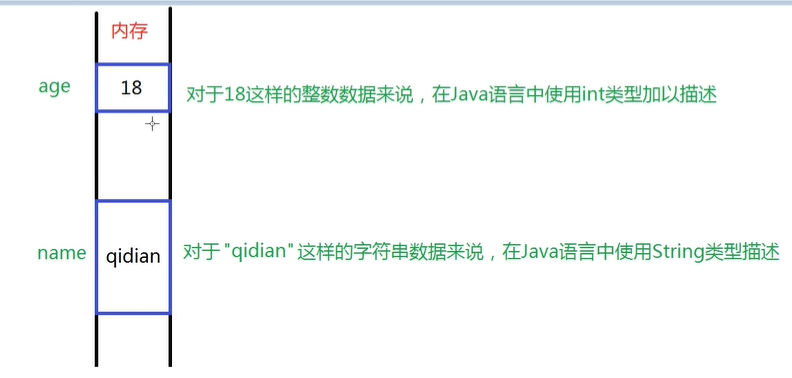 内存
age
18
对于18这样的整数数据来说，在Java语言中使用int类型加以描述
name
qidian
对于"qidian"这样的字符串数据来说，在Java语言中使用String类型描述